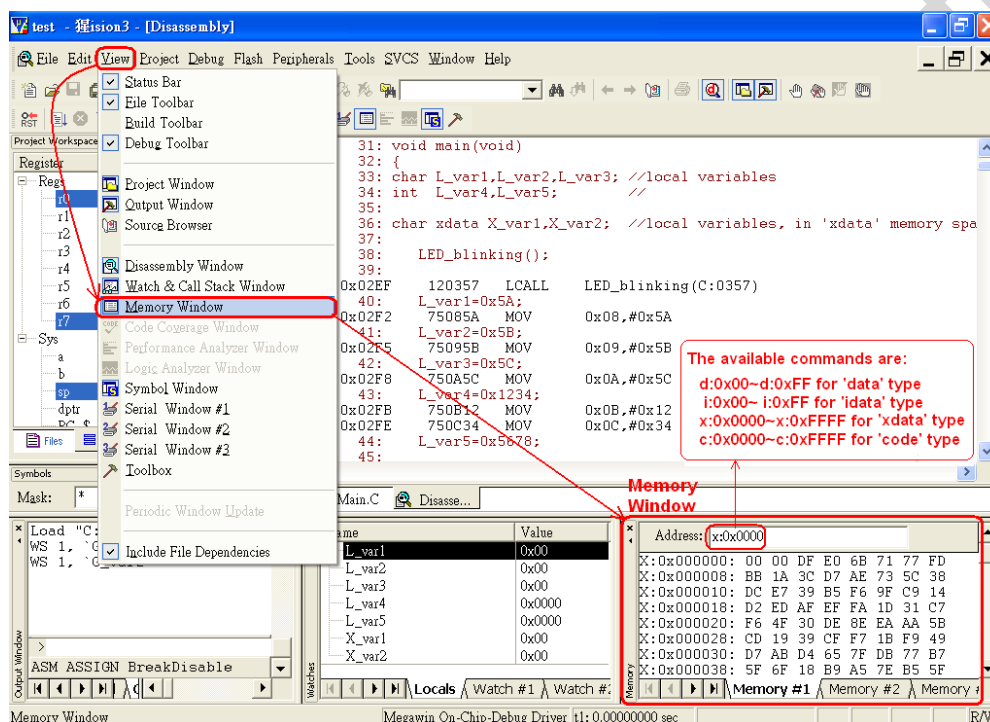 test - 猩ision3 - [Disassembly]
File Edit View Project Debug Flash Peripherals Tools SVCS Window Help
Status Bar
File Toolbar
Build Toolbar
Debug Toolbar
Project Window
Output Window
Source Browser
Disassembly Window
Watch & Call Stack Window
Memory Window
Code Coverage Window
Performance Analyzer Window
Logic Analyzer Window
Symbol Window
Serial Window #1
Serial Window #2
Serial Window #3
Toolbox
Periodic Window Update
Include File Dependencies
RST
Project Workspace
Register
Regs
r0
r1
r2
r3
r4
r5
r6
r7
Sys
a
b
sp
dptr
PC $
Files
Symbols
Mask: *
31: void main(void)
32: {
33: char L_var1,L_var2,L_var3; //local variables
34: int L_var4,L_var5; //
35:
36: char xdata X_var1,X_var2; //local variables, in 'xdata' memory spa
37:
38: LED_blinking();
39:
0x02EF 120357 LCALL LED_blinking(C:0357)
40: L_var1=0x5A;
0x02F2 75085A MOV 0x08,#0x5A
41: L_var2=0x5B;
0x02F5 75095B MOV 0x09,#0x5B
42: L_var3=0x5C;
0x02F8 750A5C MOV 0x0A,#0x5C
43: L_var4=0x1234;
0x02FB 750B12 MOV 0x0B,#0x12
0x02FE 750C34 MOV 0x0C,#0x34
44: L_var5=0x5678;
45:
The available commands are:
d:0x00~d:0xFF for 'data' type
i:0x00~ i:0xFF for 'idata' type
x:0x0000~x:0xFFFF for 'xdata' type
c:0x0000~c:0xFFFF for 'code' type
Main.C Disasse...
Memory
Window
Load "C:
WS 1, `G
WS 1, `G_var2
>
ASM ASSIGN BreakDisable
Output Window
ame Value
L_var1 0x00
L_var2 0x00
L_var3 0x00
L_var4 0x0000
L_var5 0x0000
X_var1 0x00
X_var2 0x00
Watches
Locals Watch #1 Watch #2
Address: x:0x0000
X:0x000000: 00 00 DF E0 6B 71 77 FD
X:0x000008: BB 1A 3C D7 AE 73 5C 38
X:0x000010: DC E7 39 B5 F6 9F C9 14
X:0x000018: D2 ED AF EF FA 1D 31 C7
X:0x000020: F6 4F 30 DE 8E EA AA 5B
X:0x000028: CD 19 39 CF F7 1B F9 49
X:0x000030: D7 AB D4 65 7F DB 77 B7
X:0x000038: 5F 6F 18 B9 A5 7E B5 5F
Memory
Memory #1 Memory #2 Memory #
Memory Window Megawin On-Chip-Debug Driver t1: 0.00000000 sec R/W